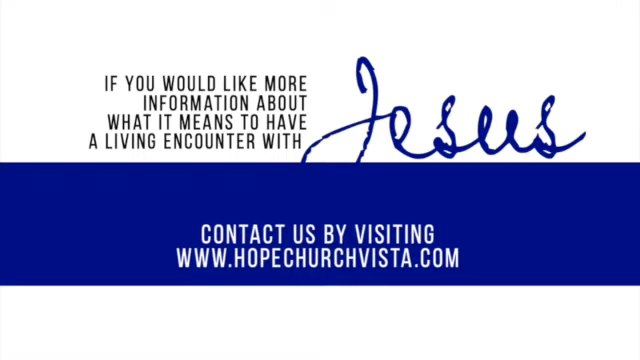 IF YOU WOULD LIKE MORE
INFORMATION ABOUT
WHAT IT MEANS TO HAVE
A LIVING ENCOUNTER WITH
Jesus
CONTACT US BY VISITING
WWW.HOPECHURCHVISTA.COM